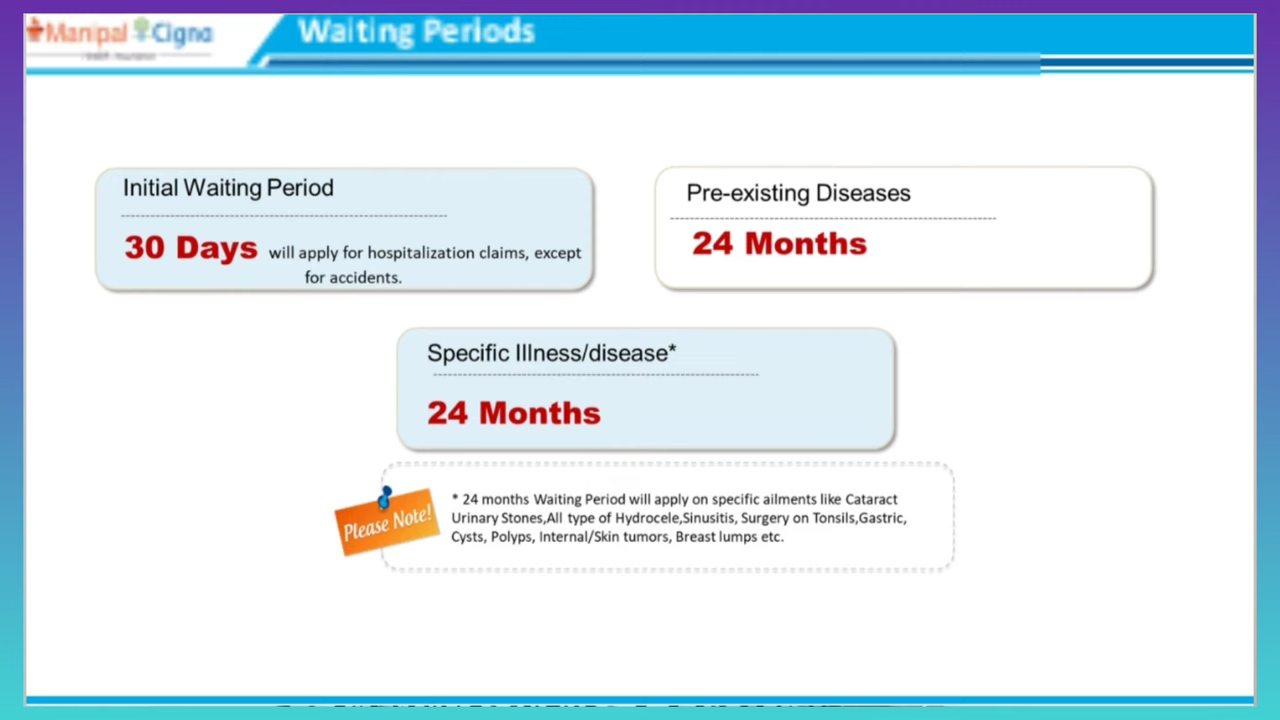 Manipal Cigna
Waiting Periods
Initial Waiting Period
30 Days will apply for hospitalization claims, except
for accidents.
Pre-existing Diseases
24 Months
Specific Illness/disease*
24 Months
Please Note!
* 24 months Waiting Period will apply on specific ailments like Cataract
Urinary Stones,All type of Hydrocele,Sinusitis, Surgery on Tonsils,Gastric,
Cysts, Polyps, Internal/Skin tumors, Breast lumps etc.